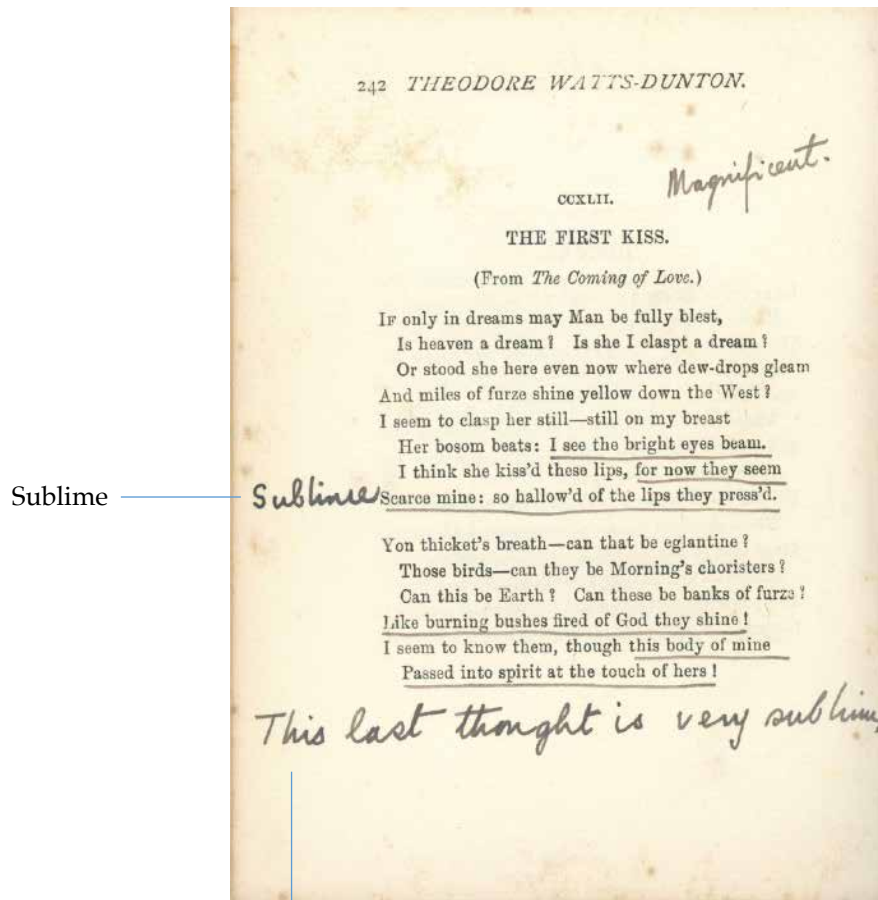 242 THEODORE WATTS-DUNTON.
Magnificent.
CCXLII.
THE FIRST KISS.
(From The Coming of Love.)
IF only in dreams may Man be fully blest,
Is heaven a dream? Is she I claspt a dream?
Or stood she here even now where dew-drops gleam
And miles of furze shine yellow down the West?
I seem to clasp her still—still on my breast
Her bosom beats: I see the bright eyes beam.
I think she kiss'd these lips, for now they seem
Sublime Sublime Scarce mine: so hallow'd of the lips they press'd.
Yon thicket's breath—can that be eglantine?
Those birds—can they be Morning's choristers?
Can this be Earth? Can these be banks of furze?
Like burning bushes fired of God they shine!
I seem to know them, though this body of mine
Passed into spirit at the touch of hers!
This last thought is very sublim